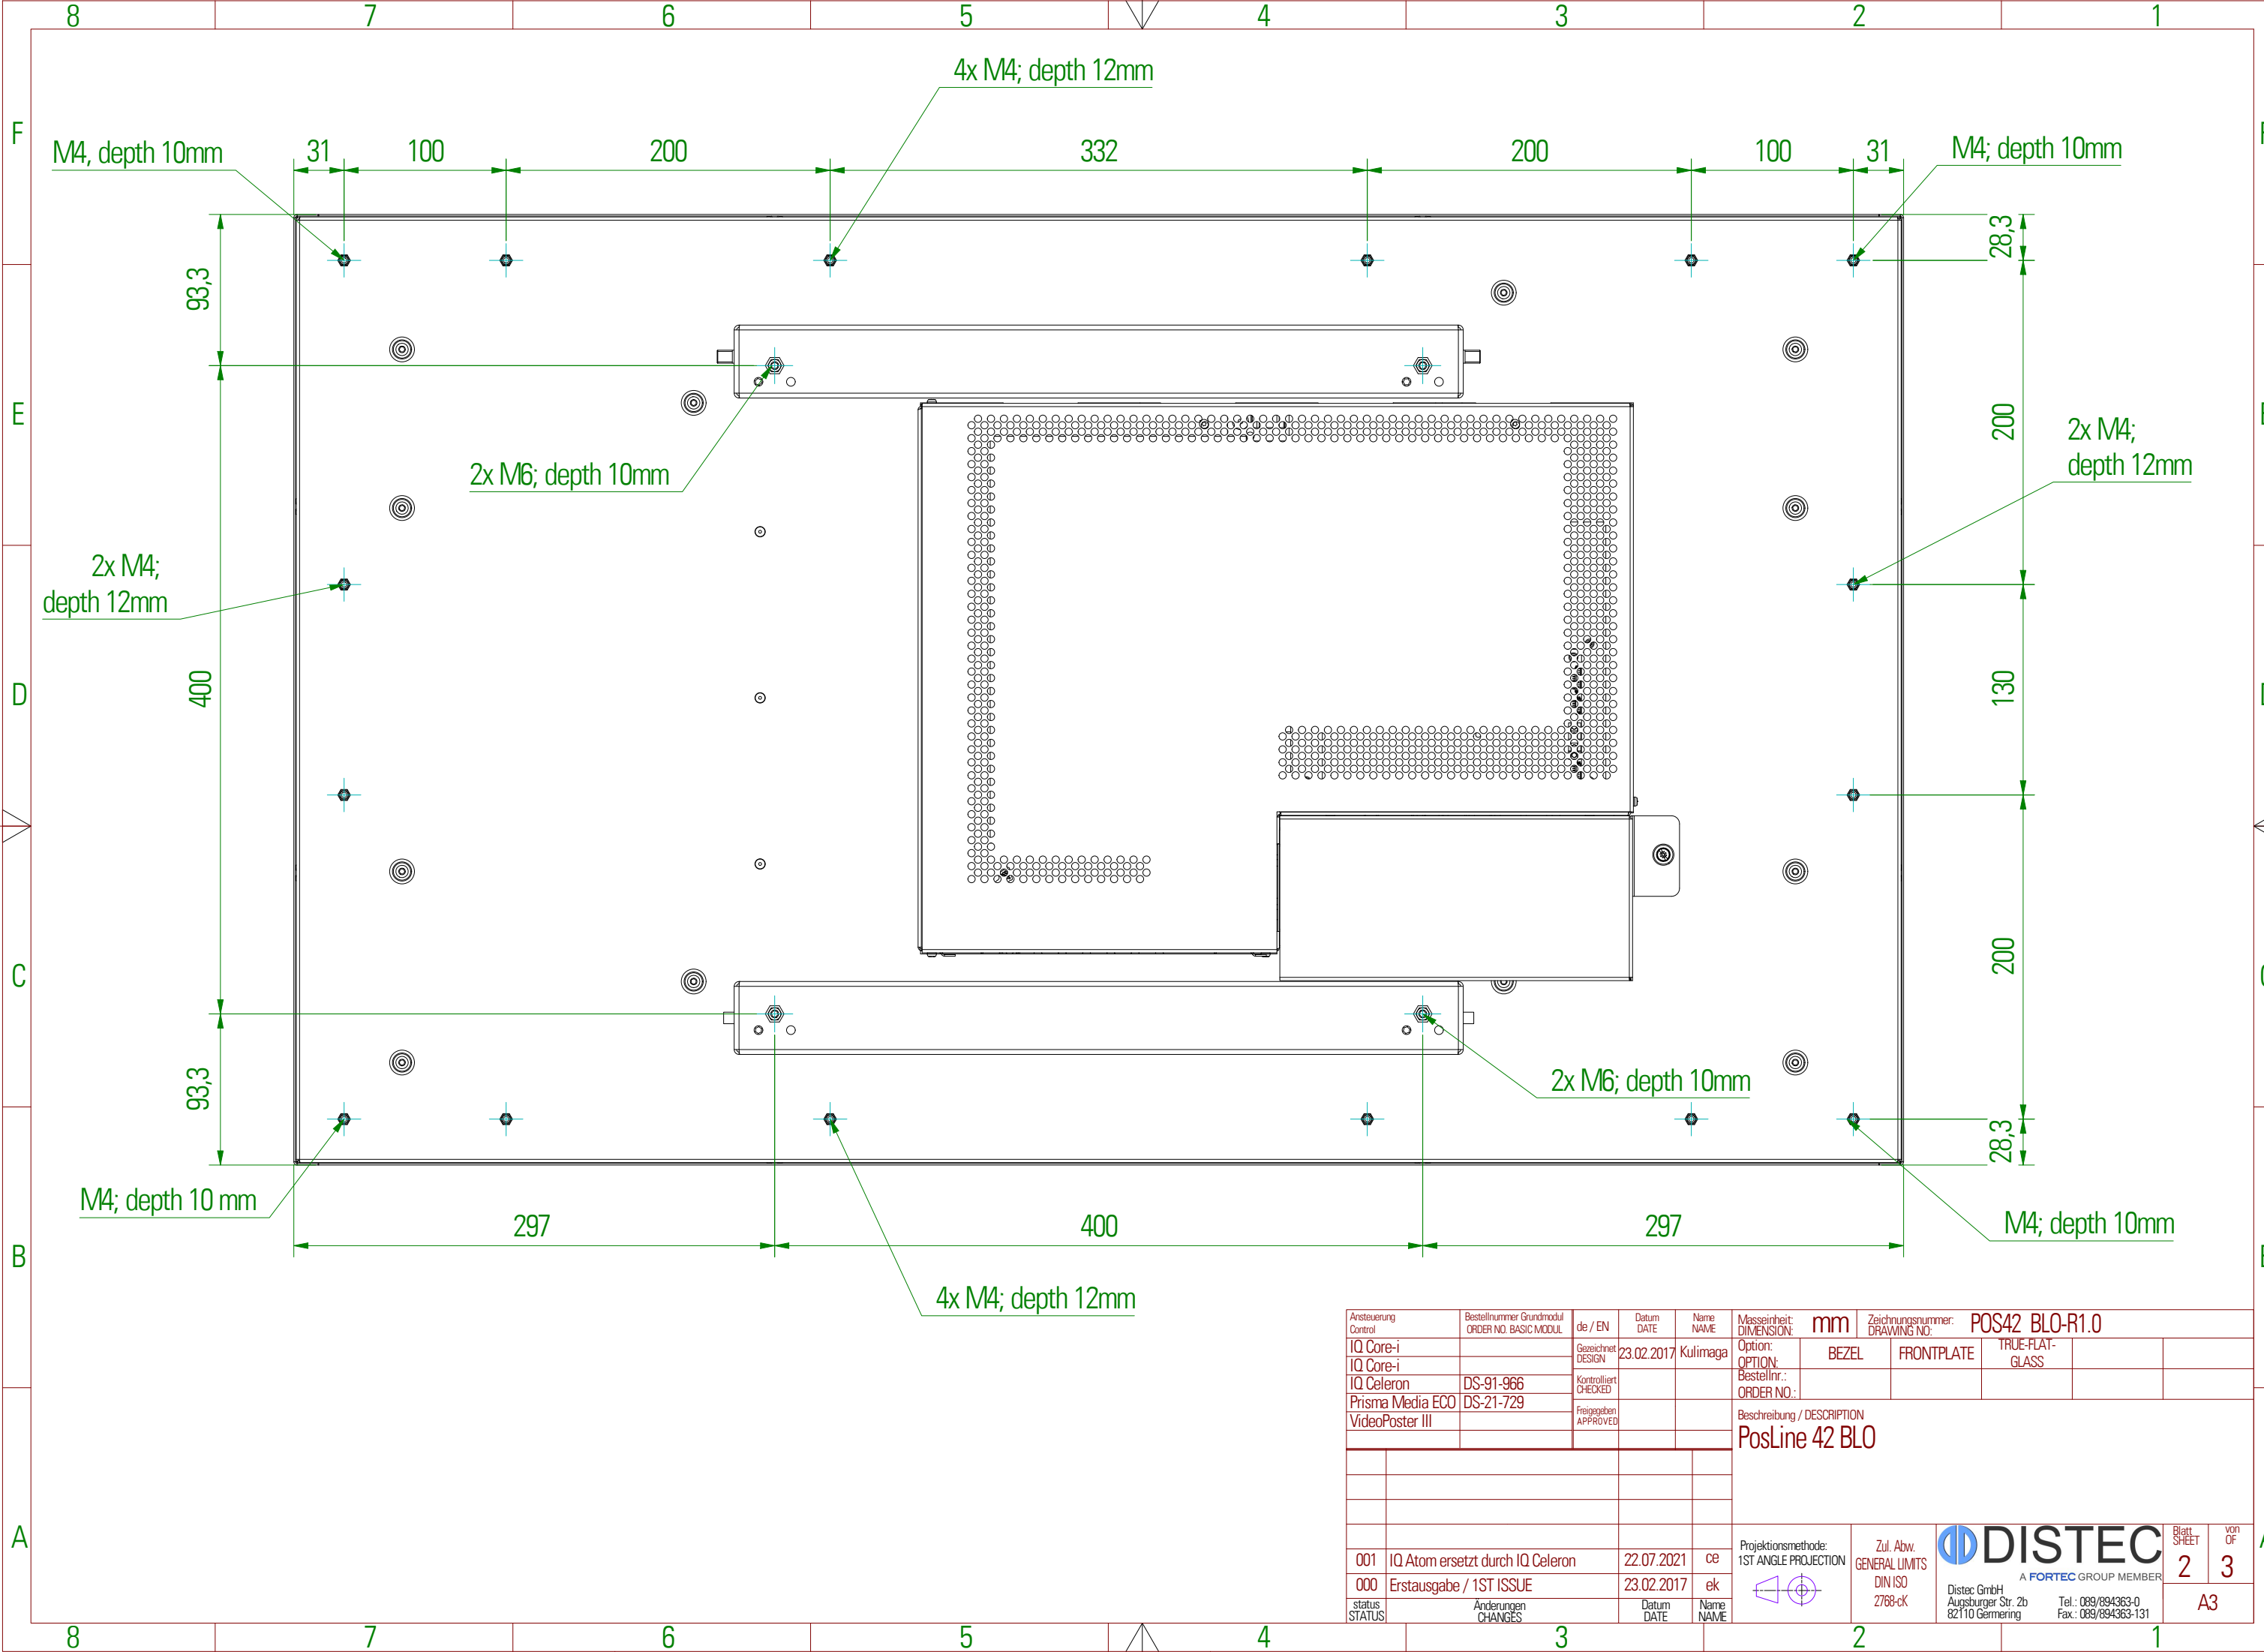 8 7 6 5 4 3 2 1
4x M4; depth 12mm
F
M4, depth 10mm
31 100 200 332 200 100 31
M4; depth 10mm
93,3
28,3
E
200
2x M4;
depth 12mm
2x M6; depth 10mm
2x M4;
depth 12mm
D
400
130
C
200
93,3
2x M6; depth 10mm
28,3
M4; depth 10 mm
297 400 297
M4; depth 10mm
B
4x M4; depth 12mm
A
Ansteuerung
Control
Bestellnummer Grundmodul
ORDER NO. BASIC MODUL
IQ Core-i
IQ Core-i
IQ Celeron DS-91-966
Prisma Media ECO DS-21-729
VideoPoster III
de / EN
Datum
DATE
Name
NAME
Gezeichnet
DESIGN
23.02.2017 Kulimaga
Kontrolliert
CHECKED
Freigegeben
APPROVED
Masseinheit:
DIMENSION:
mm
Zeichnungsnummer:
DRAWING NO:
POS42 BLO-R1.0
Option:
OPTION:
BEZEL FRONTPLATE
TRUE-FLAT-
GLASS
Bestellnr.:
ORDER NO.:
Beschreibung / DESCRIPTION
PosLine 42 BLO
001 IQ Atom ersetzt durch IQ Celeron 22.07.2021 ce
000 Erstausgabe / 1ST ISSUE 23.02.2017 ek
status
STATUS
Änderungen
CHANGES
Datum
DATE
Name
NAME
Projektionsmethode:
1ST ANGLE PROJECTION
Zul. Abw.
GENERAL LIMITS
DIN ISO
2768-cK
DISTEC
A FORTEC GROUP MEMBER
Distec GmbH
Augsburger Str. 2b Tel.: 089/894363-0
82110 Germering Fax.: 089/894363-131
Blatt
SHEET
2
von
OF
3
A3
8 7 6 5 4 3 2 1